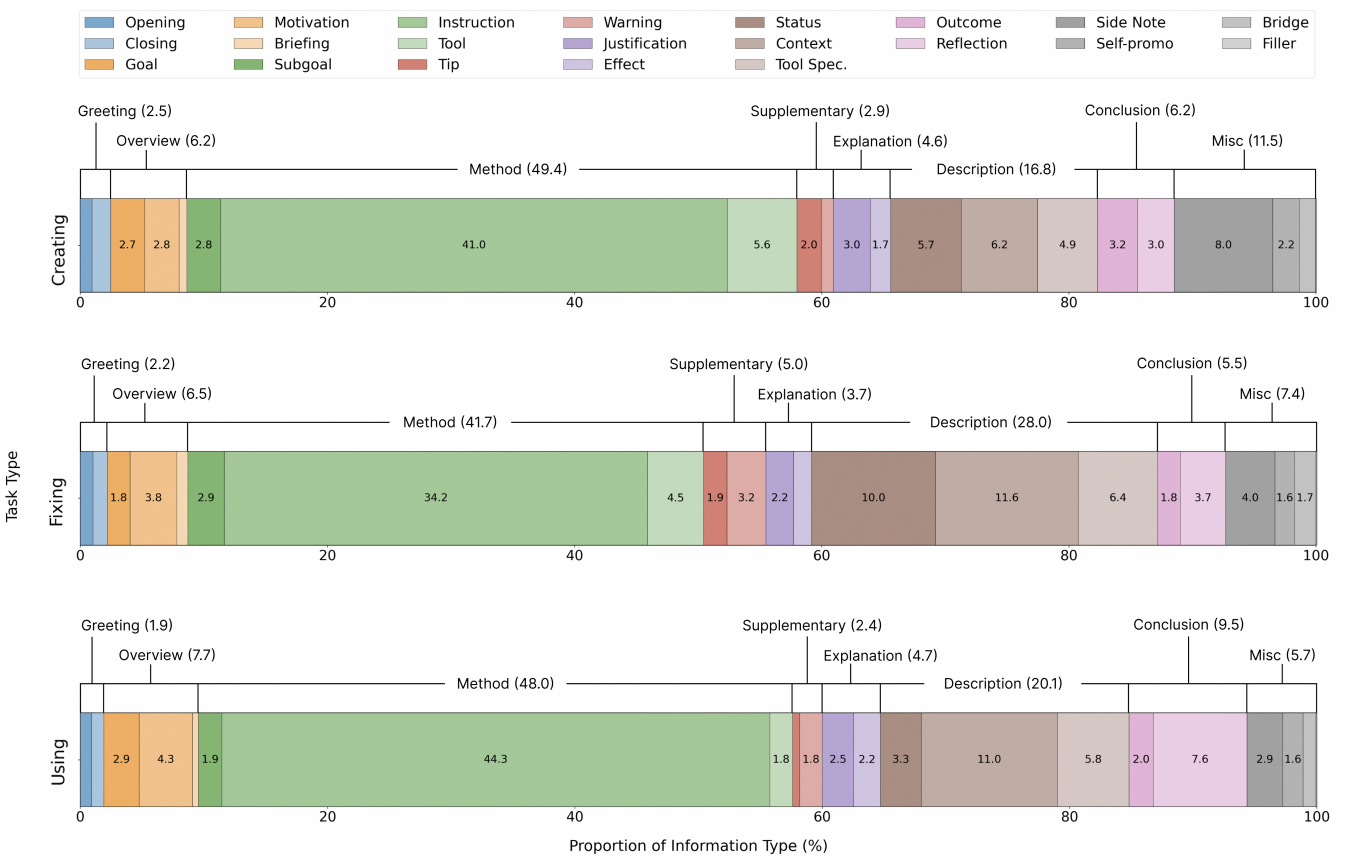 Opening Motivation Instruction Warning Status Outcome Side Note Bridge
Closing Briefing Tool Justification Context Reflection Self-promo Filler
Goal Subgoal Tip Effect Tool Spec.
Greeting (2.5) Supplementary (2.9) Conclusion (6.2)
Overview (6.2) Explanation (4.6) Misc (11.5)
Method (49.4) Description (16.8)
Creating
2.7 2.8 2.8 41.0 5.6 2.0 3.0 1.7 5.7 6.2 4.9 3.2 3.0 8.0 2.2
0 20 40 60 80 100
Greeting (2.2) Supplementary (5.0) Conclusion (5.5)
Overview (6.5) Explanation (3.7) Misc (7.4)
Method (41.7) Description (28.0)
Task Type
Fixing
1.8 3.8 2.9 34.2 4.5 1.9 3.2 2.2 10.0 11.6 6.4 1.8 3.7 4.0 1.6 1.7
0 20 40 60 80 100
Greeting (1.9) Supplementary (2.4) Conclusion (9.5)
Overview (7.7) Explanation (4.7) Misc (5.7)
Method (48.0) Description (20.1)
Using
2.9 4.3 1.9 44.3 1.8 1.8 2.5 2.2 3.3 11.0 5.8 2.0 7.6 2.9 1.6
0 20 40 60 80 100
Proportion of Information Type (%)